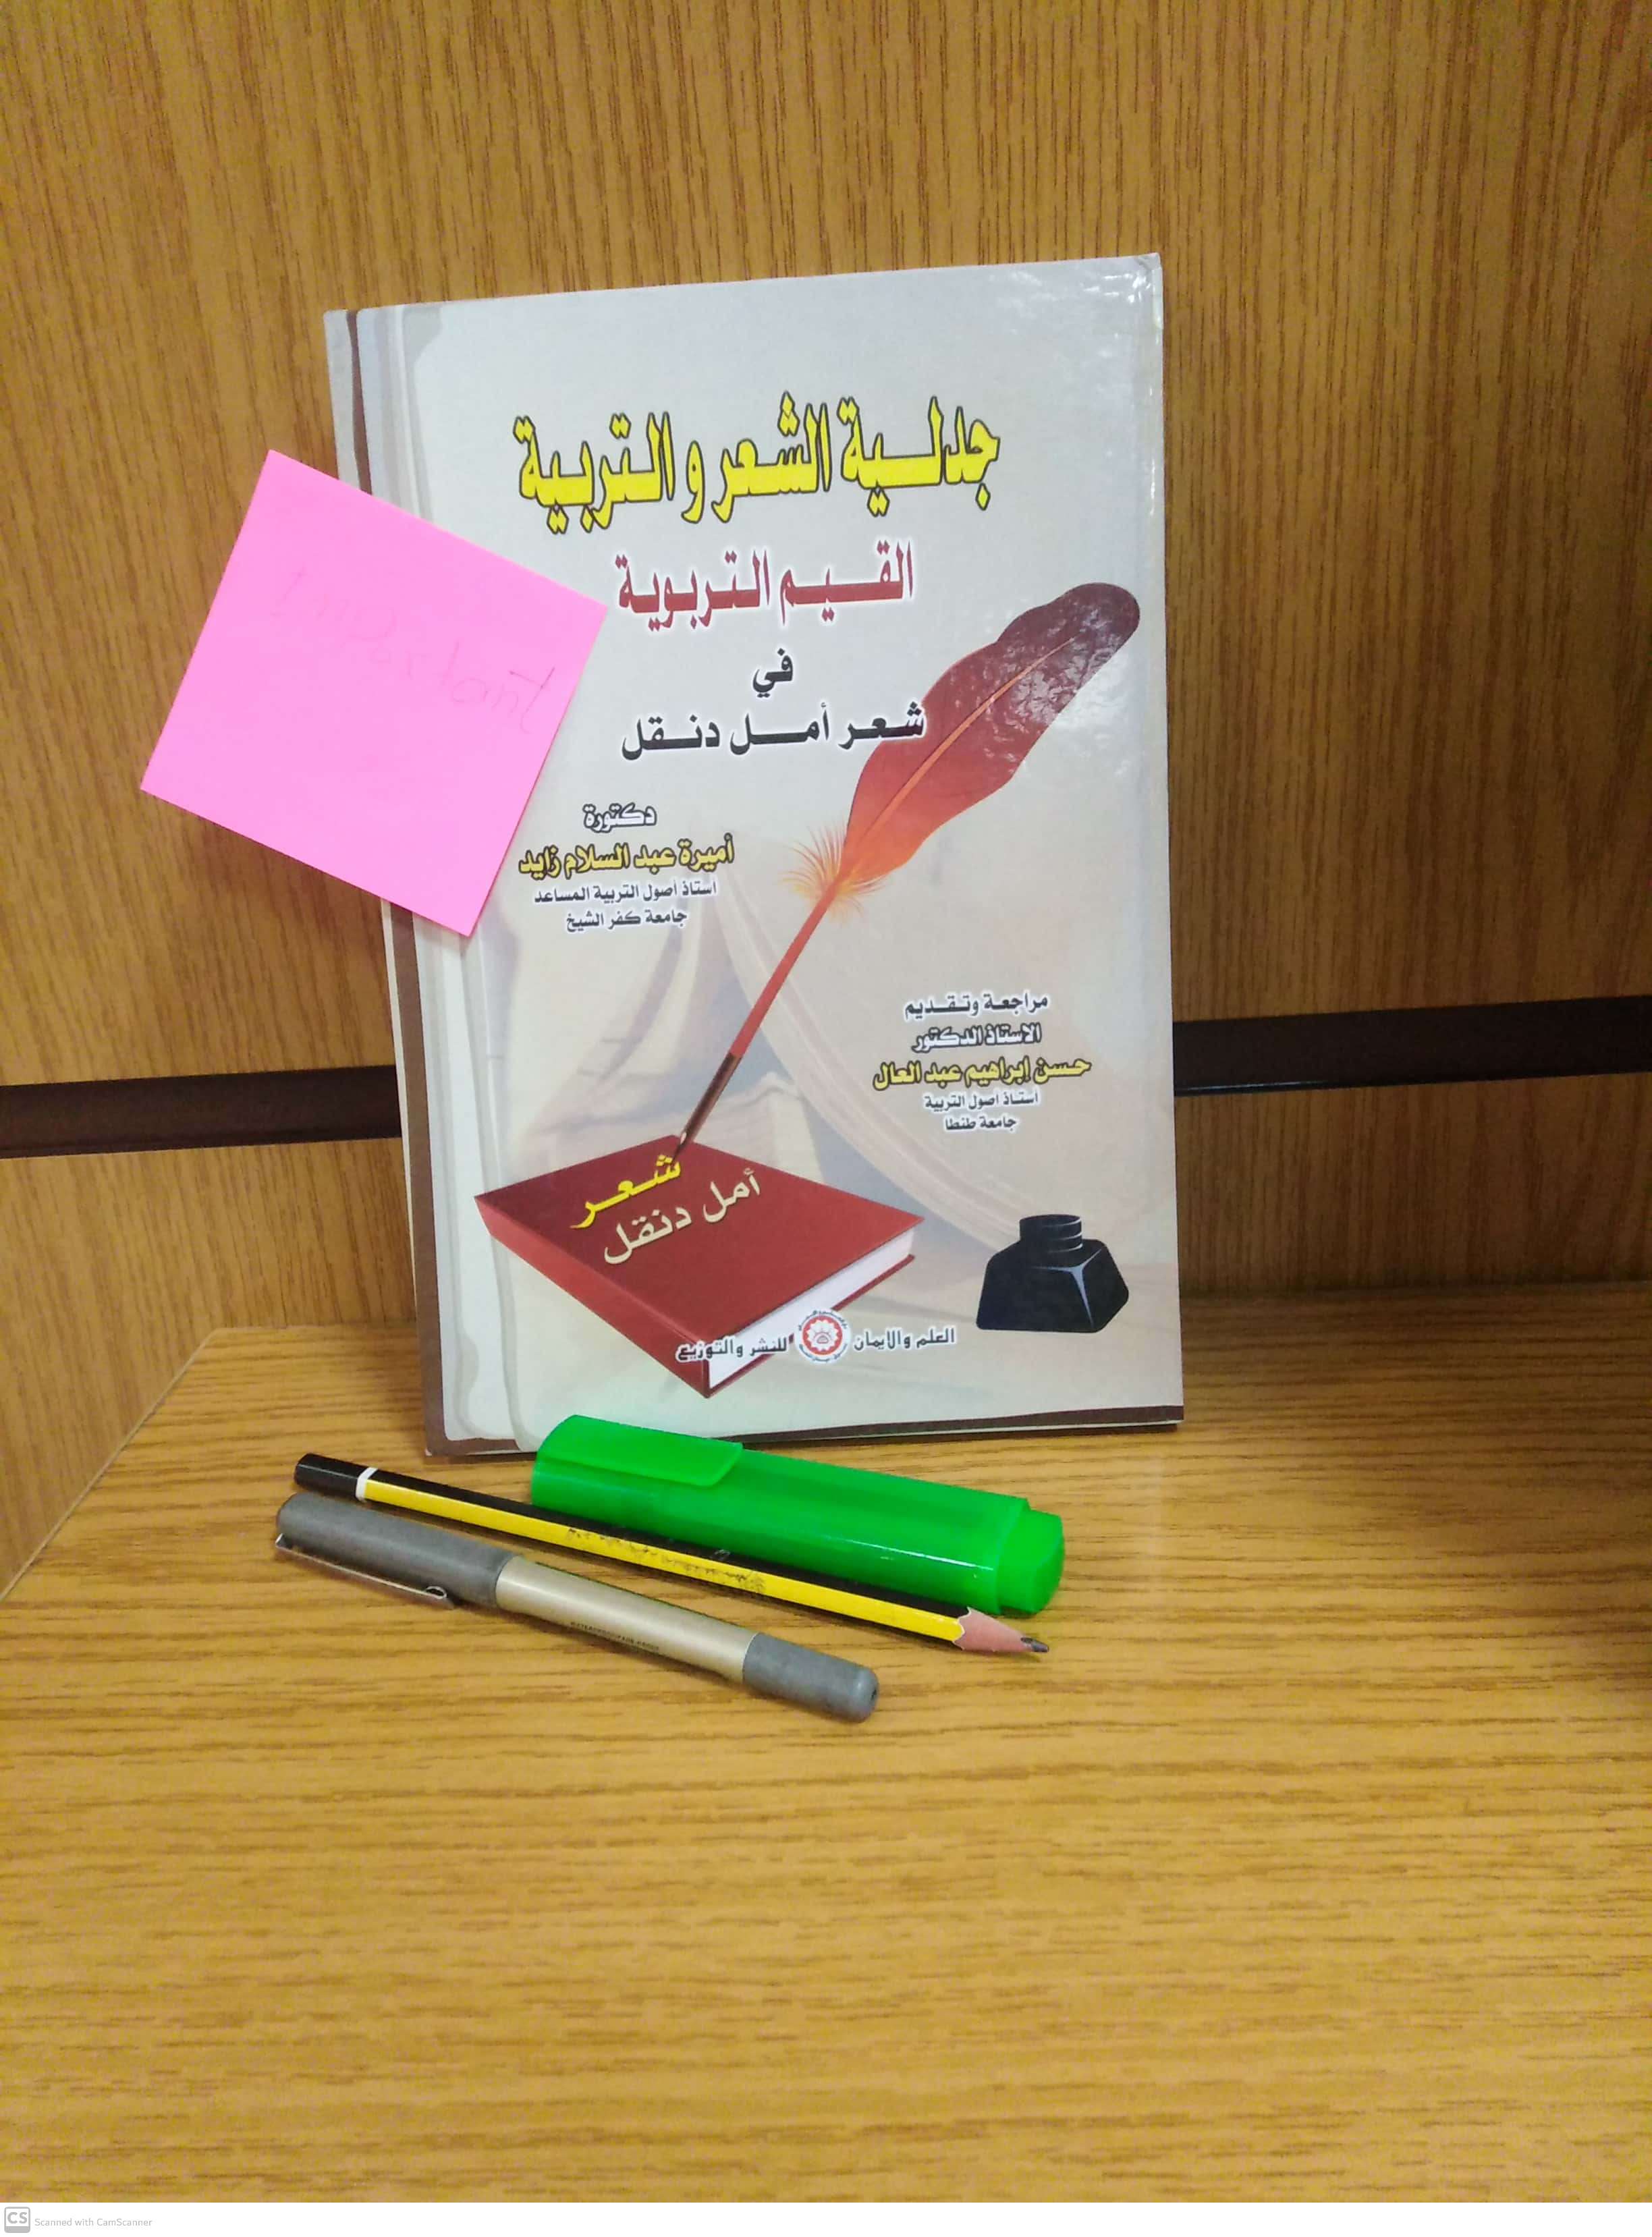 جدلية الشعر والتربية
القيم التربوية
في
شعر أمل دنقل
Important
دكتورة
أميرة عبد السلام زايد
أستاذ أصول التربية المساعد
جامعة كفر الشيخ
مراجعة وتقديم
الاستاذ الدكتور
حسن إبراهيم عبد العال
أستاذ أصول التربية
جامعة طنطا
شعر
أمل دنقل
العلم والإيمان للنشر والتوزيع
CS Scanned with CamScanner